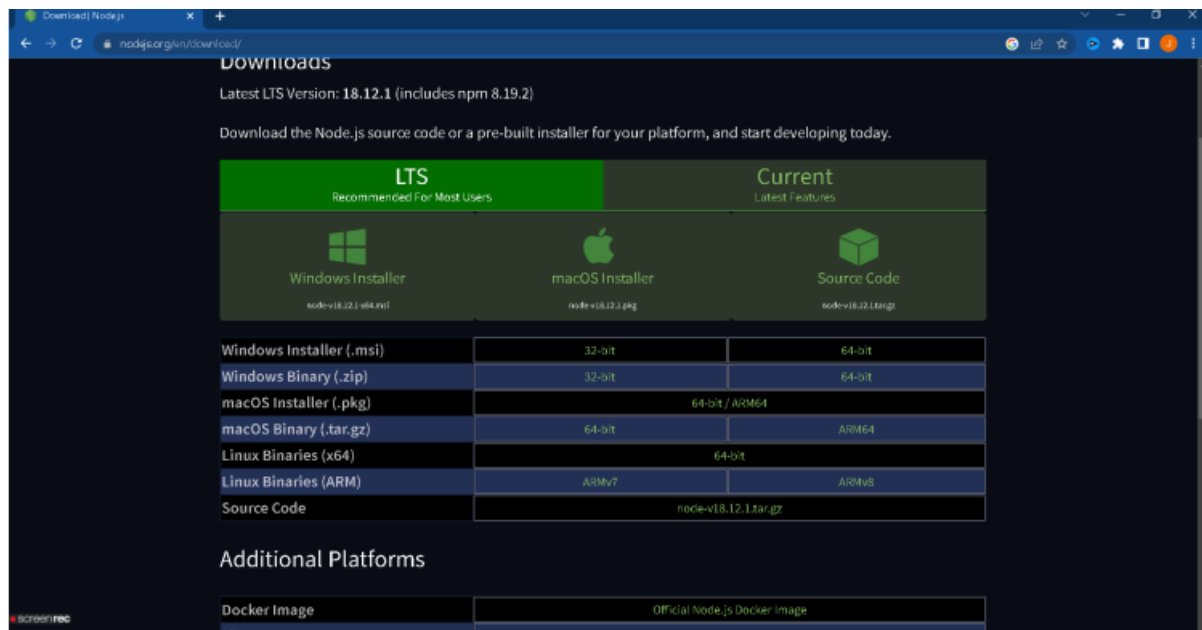 Download | Node.js
nodejs.org/en/download/
J
Downloads
Latest LTS Version: 18.12.1 (includes npm 8.19.2)
Download the Node.js source code or a pre-built installer for your platform, and start developing today.
LTS
Recommended For Most Users
Current
Latest Features
Windows Installer
node-v18.12.1-x64.msi
macOS Installer
node-v18.12.1.pkg
Source Code
node-v18.12.1.tar.gz
Windows Installer (.msi) 32-bit 64-bit
Windows Binary (.zip) 32-bit 64-bit
macOS Installer (.pkg) 64-bit / ARM64
macOS Binary (.tar.gz) 64-bit ARM64
Linux Binaries (x64) 64-bit
Linux Binaries (ARM) ARMv7 ARMv8
Source Code node-v18.12.1.tar.gz
Additional Platforms
Docker Image Official Node.js Docker Image
screenrec